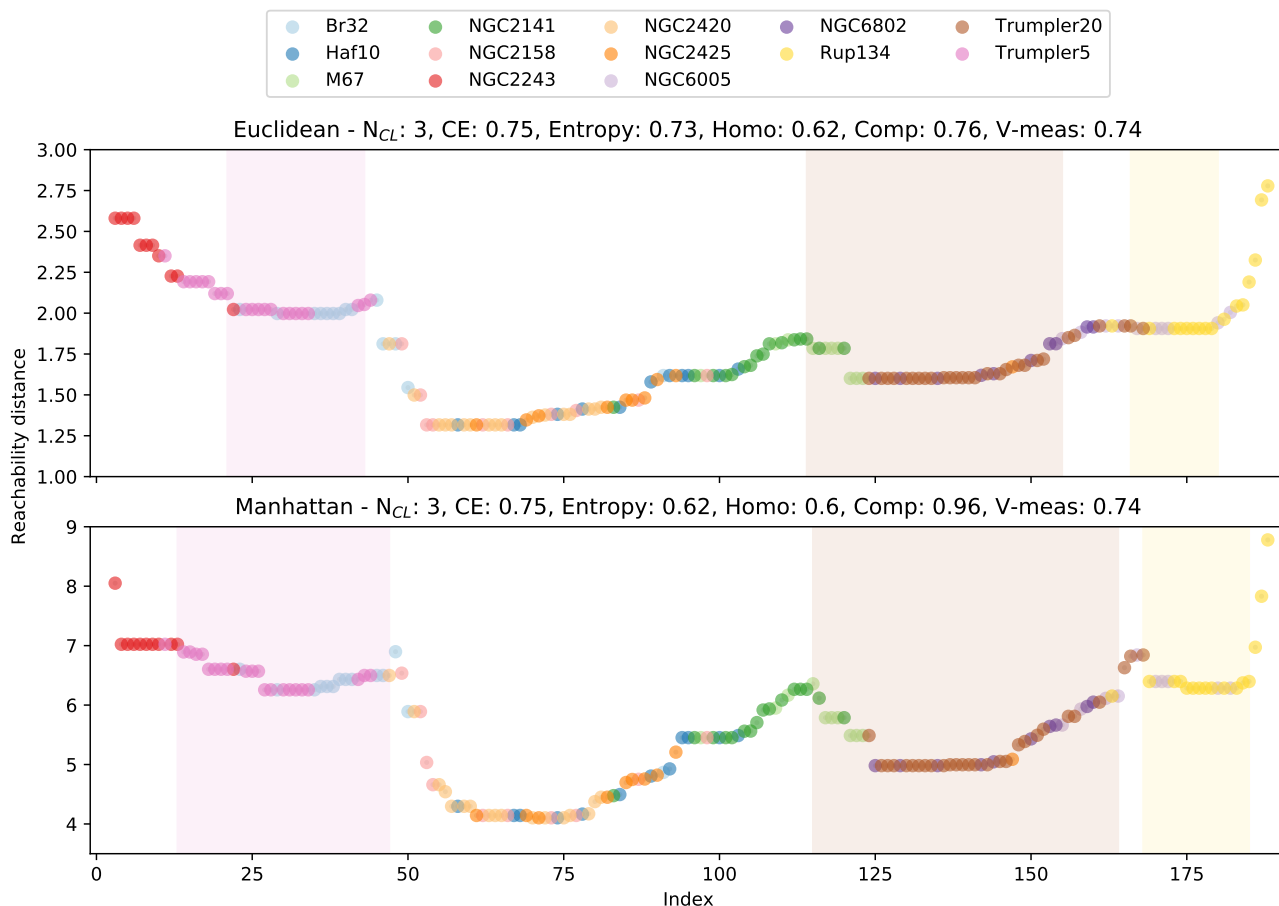 Br32 NGC2141 NGC2420 NGC6802 Trumpler20
Haf10 NGC2158 NGC2425 Rup134 Trumpler5
M67 NGC2243 NGC6005
Euclidean - N_CL: 3, CE: 0.75, Entropy: 0.73, Homo: 0.62, Comp: 0.76, V-meas: 0.74
3.00
2.75
2.50
2.25
2.00
1.75
1.50
1.25
1.00
Reachability distance
Manhattan - N_CL: 3, CE: 0.75, Entropy: 0.62, Homo: 0.6, Comp: 0.96, V-meas: 0.74
9
8
7
6
5
4
0 25 50 75 100 125 150 175
Index